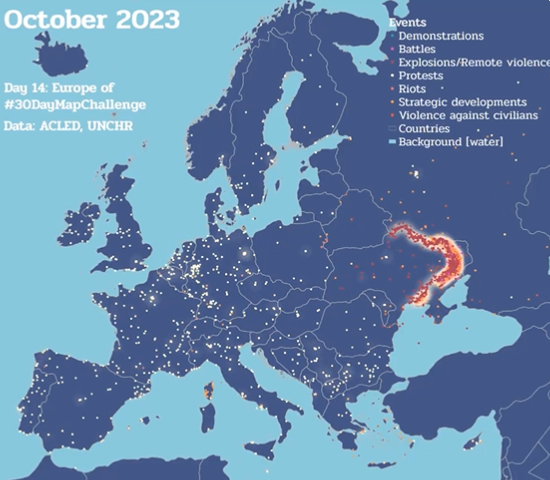 October 2023
Day 14: Europe of
#30DayMapChallenge
Data: ACLED, UNCHR
Events
Demonstrations
Battles
Explosions/Remote violence
Protests
Riots
Strategic developments
Violence against civilians
Countries
Background [water]